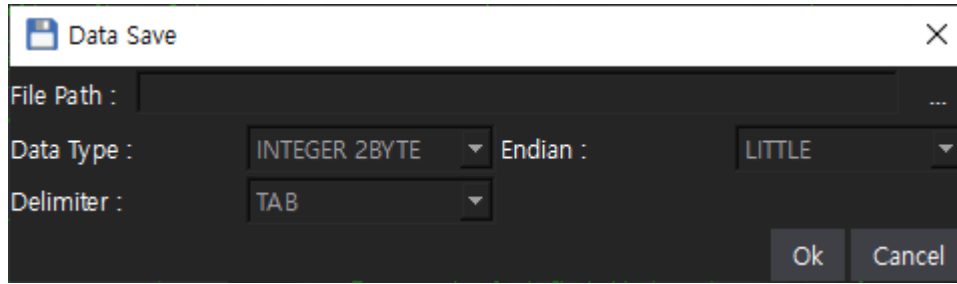 Data Save
File Path :
...
Data Type : INTEGER 2BYTE Endian : LITTLE
Delimiter : TAB
Ok Cancel